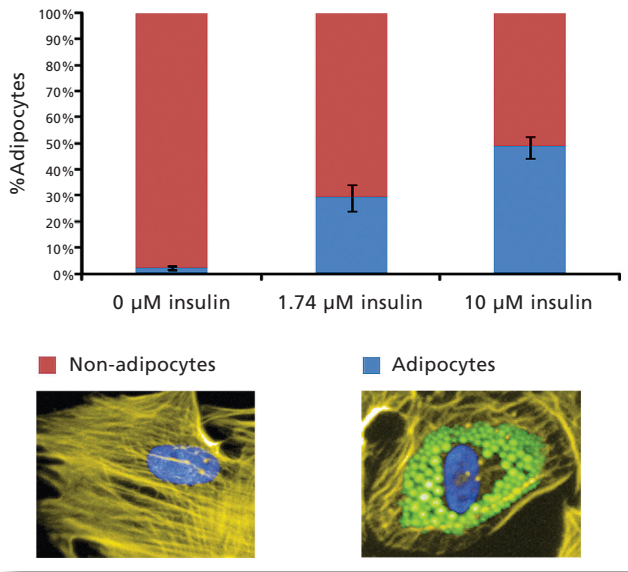 %Adipocytes
100%
90%
80%
70%
60%
50%
40%
30%
20%
10%
0%
0 µM insulin
1.74 µM insulin
10 µM insulin
Non-adipocytes
Adipocytes